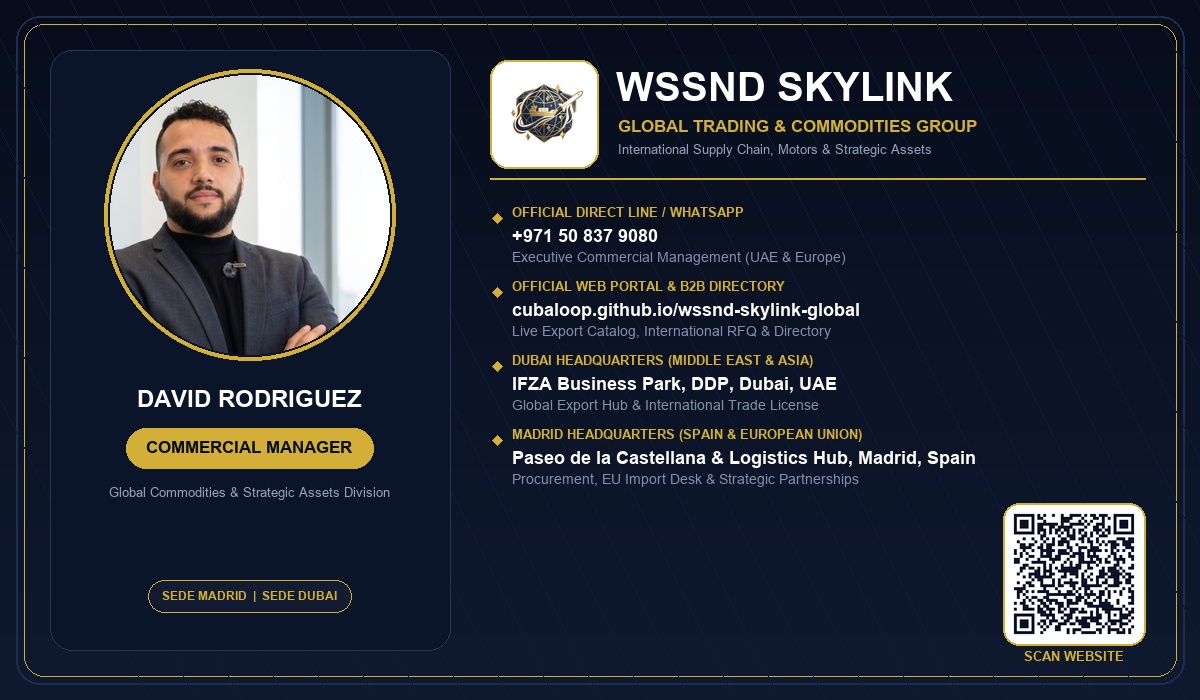 DAVID RODRIGUEZ
COMMERCIAL MANAGER
Global Commodities & Strategic Assets Division
SEDE MADRID | SEDE DUBAI
WSSND SKYLINK
GLOBAL TRADING & COMMODITIES GROUP
International Supply Chain, Motors & Strategic Assets
OFFICIAL DIRECT LINE / WHATSAPP
+971 50 837 9080
Executive Commercial Management (UAE & Europe)
OFFICIAL WEB PORTAL & B2B DIRECTORY
cubaloop.github.io/wssnd-skylink-global
Live Export Catalog, International RFQ & Directory
DUBAI HEADQUARTERS (MIDDLE EAST & ASIA)
IFZA Business Park, DDP, Dubai, UAE
Global Export Hub & International Trade License
MADRID HEADQUARTERS (SPAIN & EUROPEAN UNION)
Paseo de la Castellana & Logistics Hub, Madrid, Spain
Procurement, EU Import Desk & Strategic Partnerships
SCAN WEBSITE